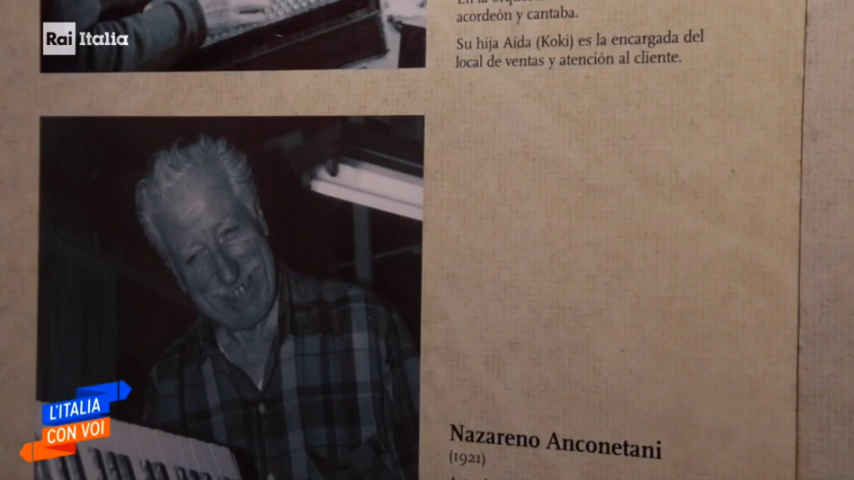 Rai Italia
acordeón y cantaba.
Su hija Aída (Koki) es la encargada del
local de ventas y atención al cliente.
L'ITALIA
CON VOI
Nazareno Anconetani
(1921)